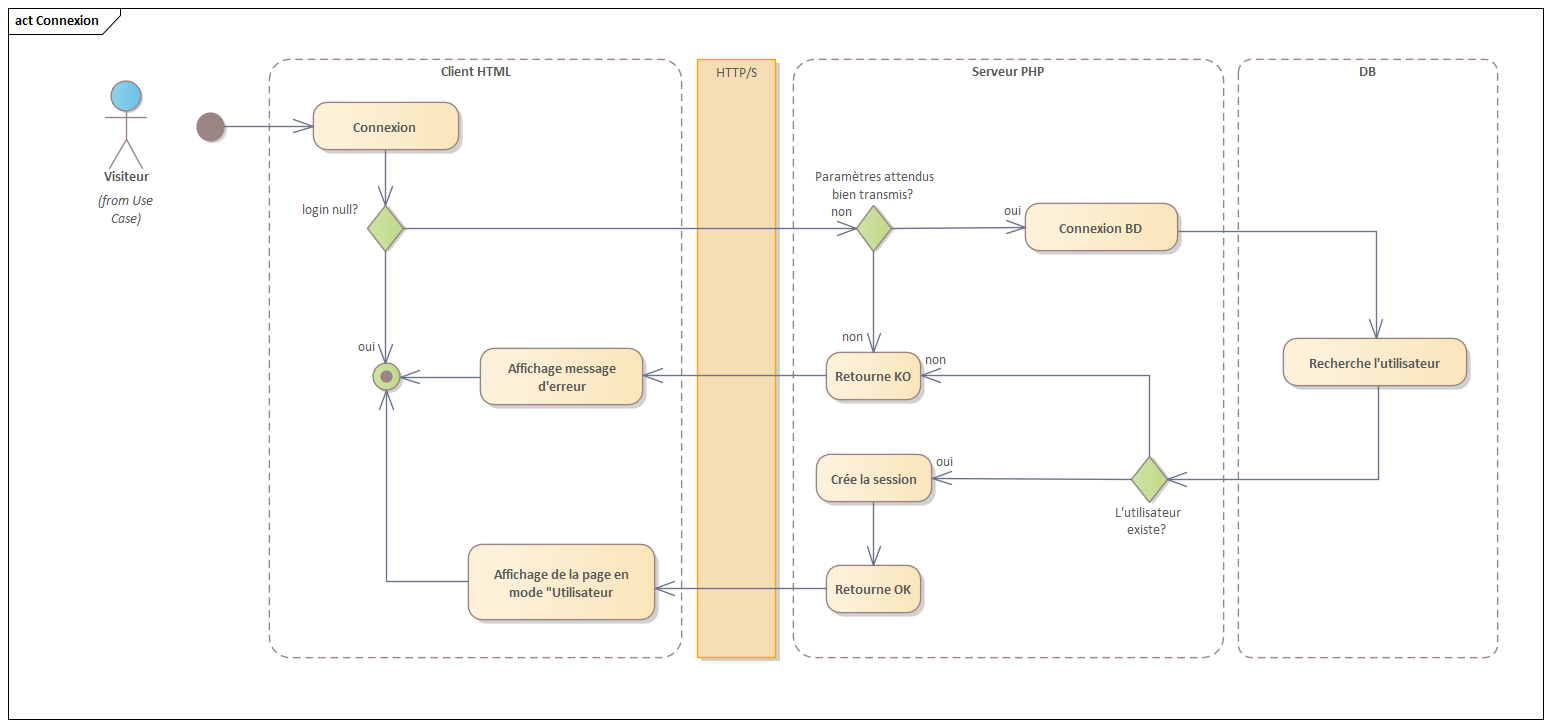 act Connexion
Client HTML
HTTP/S
Serveur PHP
DB
Visiteur
(from Use
Case)
Connexion
login null?
Paramètres attendus
bien transmis?
non
oui
Connexion BD
oui
non
non
Affichage message
d'erreur
Retourne KO
Recherche l'utilisateur
Crée la session
oui
L'utilisateur
existe?
Affichage de la page en
mode "Utilisateur
Retourne OK